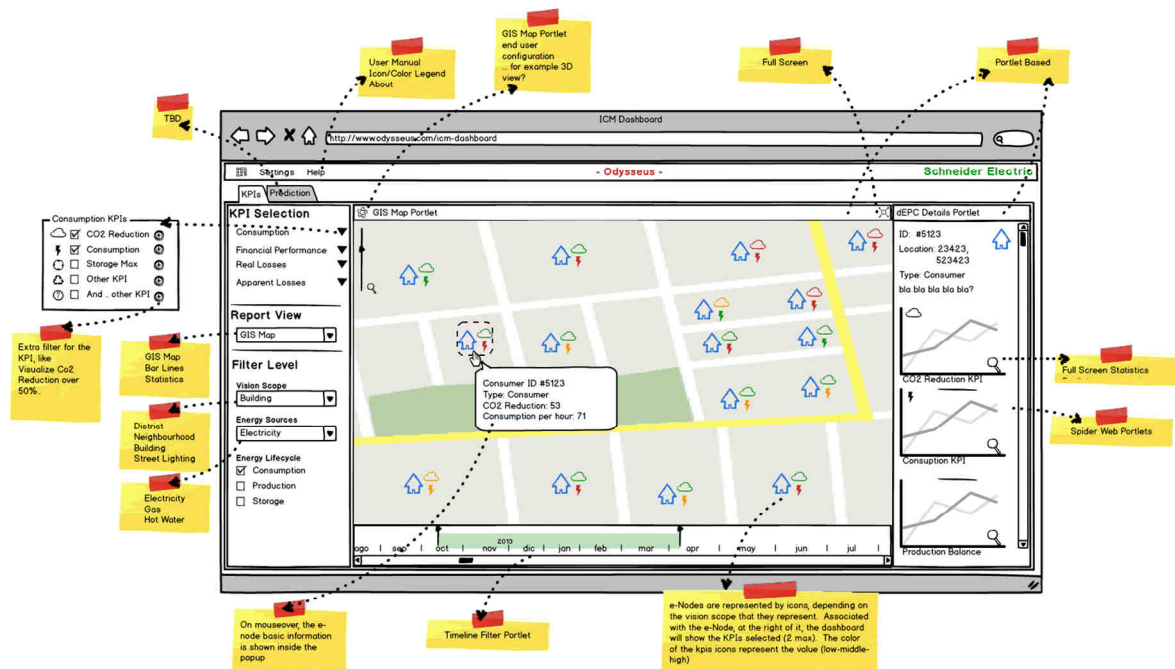 GIS Map Portlet
end user
configuration
... for example 3D
view?
User Manual
Icon/Color Legend
About
Full Screen
Portlet Based
TBD
ICM Dashboard
http://www.odysseus.com/icm-dashboard
Settings Help
- Odysseus -
Schneider Electric
KPIs Prediction
KPI Selection
Consumption
Financial Performance
Real Losses
Apparent Losses
Report View
GIS Map
Filter Level
Vision Scope
Building
Energy Sources
Electricity
Energy Lifecycle
Consumption
Production
Storage
Consumption KPIs
CO2 Reduction
Consumption
Storage Max
Other KPI
And .. other KPI
Extra filter for the
KPI, like
Visualize Co2
Reduction over
50%..
GIS Map
Bar Lines
Statistics
District
Neighbourhood
Building
Street Lighting
Electricity
Gas
Hot Water
GIS Map Portlet
Consumer ID #5123
Type: Consumer
CO2 Reduction: 53
Consumption per hour: 71
2013
ago sep oct nov dic jan feb mar apr may jun jul
dEPC Details Portlet
ID: #5123
Location: 23423,
523423
Type: Consumer
bla bla bla bla bla?
CO2 Reduction KPI
Consuption KPI
Production Balance
Full Screen Statistics
Spider Web Portlets
On mouseover, the e-
node basic information
is shown inside the
popup
Timeline Filter Portlet
e-Nodes are represented by icons, depending on
the vision scope that they represent. Associated
with the e-Node, at the right of it, the dashboard
will show the KPIs selected (2 max). The color
of the kpis icons represent the value (low-middle-
high)